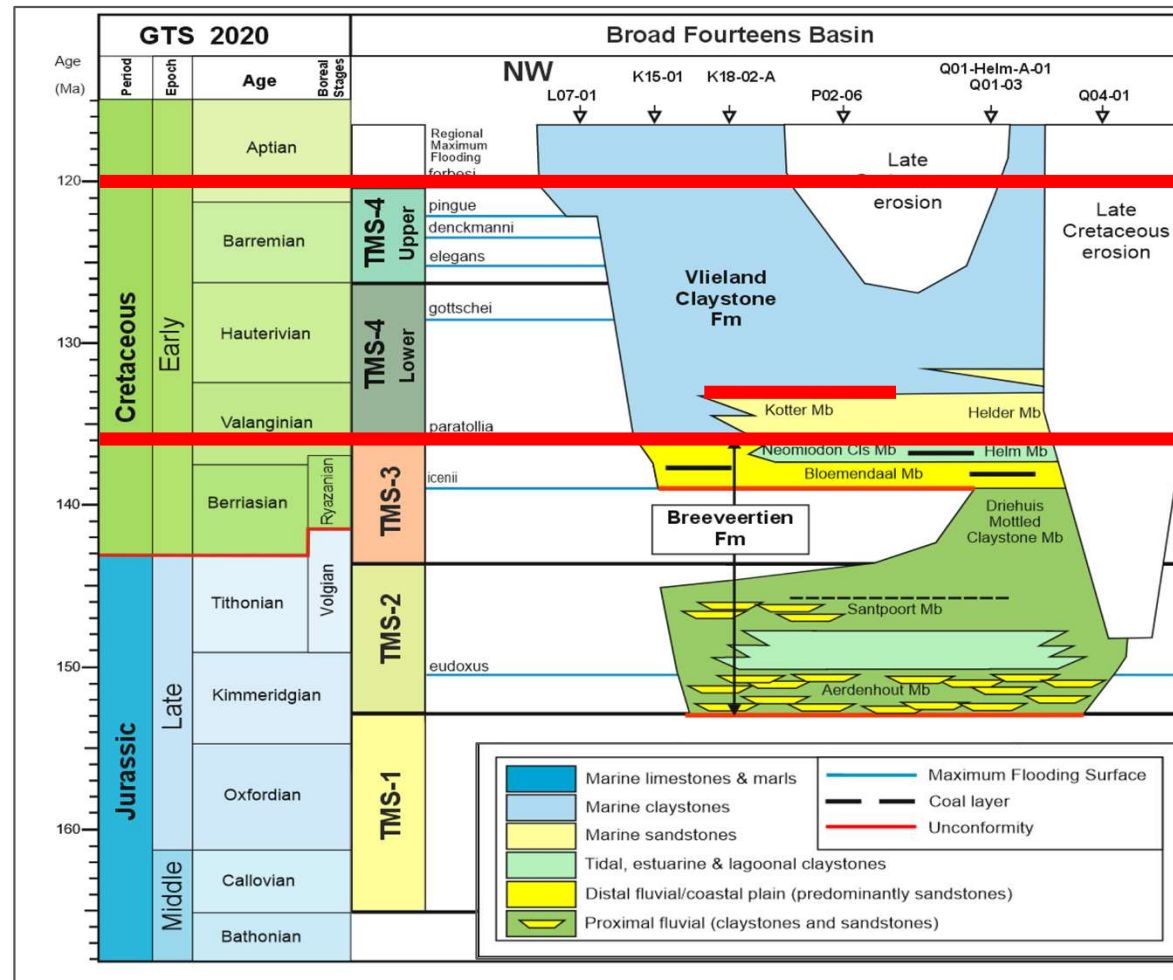 GTS 2020
Broad Fourteens Basin
Age
(Ma)
Period
Epoch
Age
Boreal
Stages
NW
L07-01
K15-01
K18-02-A
P02-06
Q01-Helm-A-01
Q01-03
Q04-01
Aptian
Barremian
Hauterivian
Valanginian
Berriasian
Ryazanian
Tithonian
Volgian
Kimmeridgian
Oxfordian
Callovian
Bathonian
Cretaceous
Early
Jurassic
Late
Middle
120
130
140
150
160
TMS-4
Upper
TMS-4
Lower
TMS-3
TMS-2
TMS-1
Regional
Maximum
Flooding
forbesi
pingue
denckmanni
elegans
gottschei
paratollia
icenii
eudoxus
Late
erosion
Late
Cretaceous
erosion
Vlieland
Claystone
Fm
Kotter Mb
Helder Mb
Neomiodon Cls Mb
Helm Mb
Bloemendaal Mb
Breeveertien
Fm
Driehuis
Mottled
Claystone Mb
Santpoort Mb
Aerdenhout Mb
Marine limestones & marls
Marine claystones
Marine sandstones
Tidal, estuarine & lagoonal claystones
Distal fluvial/coastal plain (predominantly sandstones)
Proximal fluvial (claystones and sandstones)
Maximum Flooding Surface
Coal layer
Unconformity